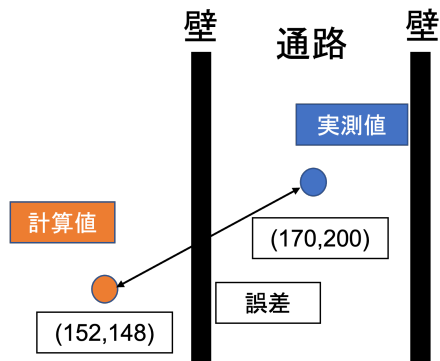 壁
通路
壁
実測値
(170,200)
計算値
(152,148)
誤差